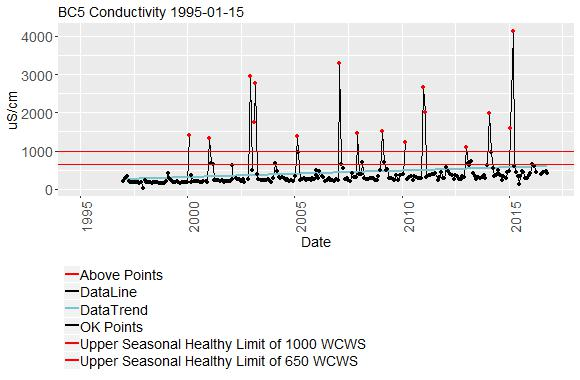 BC5 Conductivity 1995-01-15
4000
3000
2000
1000
0
uS/cm
1995
2000
2005
2010
2015
Date
Above Points
DataLine
DataTrend
OK Points
Upper Seasonal Healthy Limit of 1000 WCWS
Upper Seasonal Healthy Limit of 650 WCWS